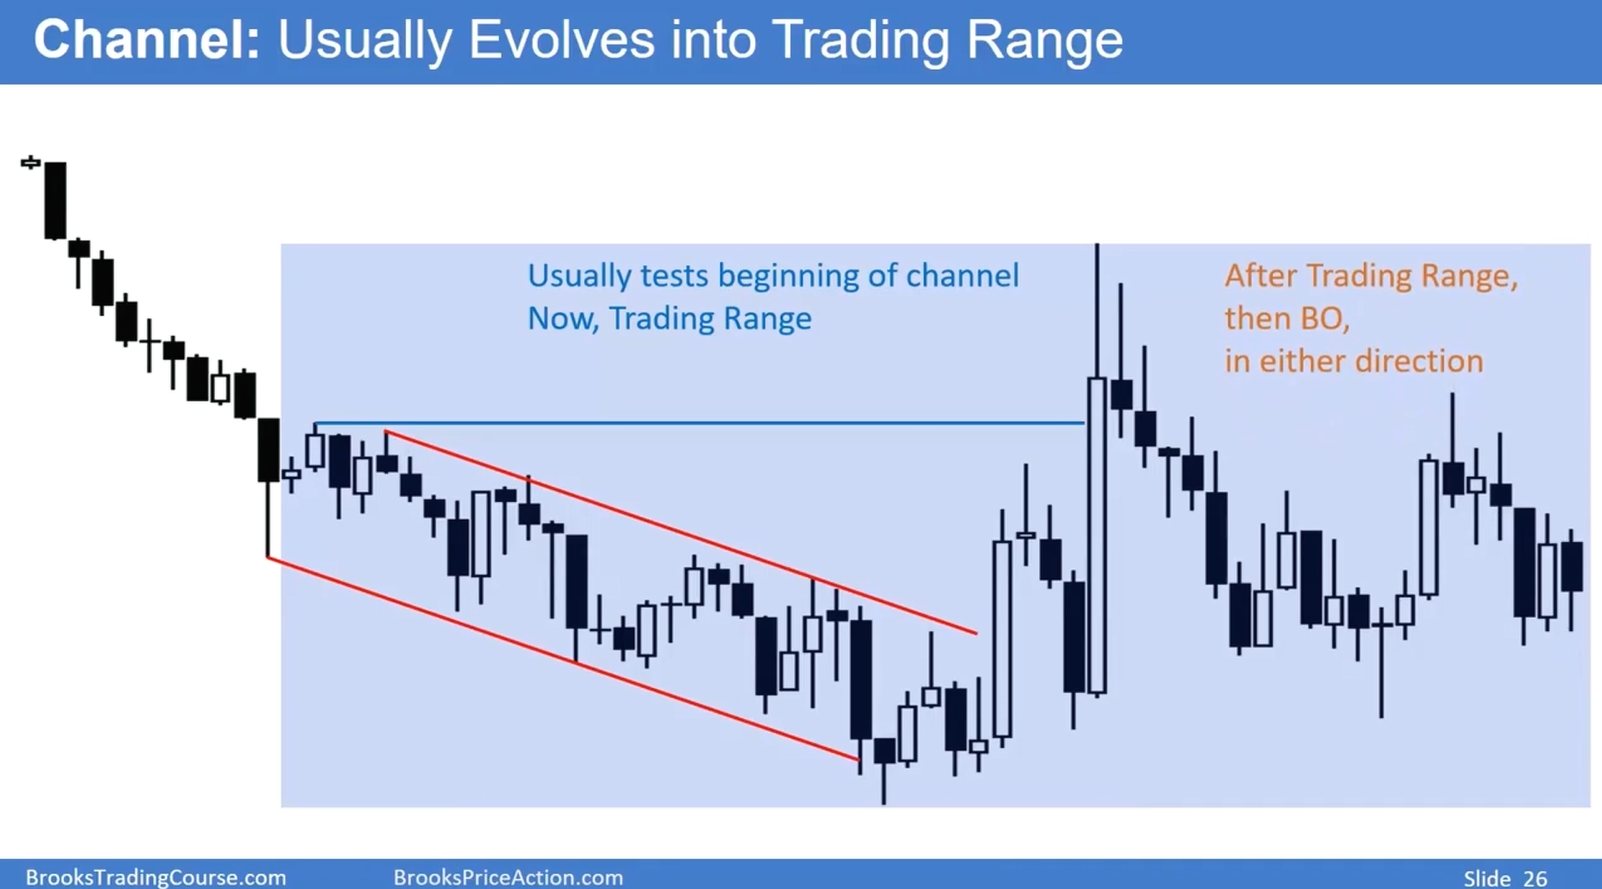 Channel: Usually Evolves into Trading Range
Usually tests beginning of channel
Now, Trading Range
After Trading Range,
then BO,
in either direction
BrooksTradingCourse.com
BrooksPriceAction.com
Slide 26